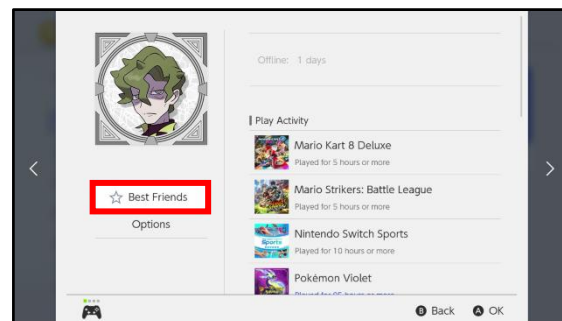 Offline: 1 days
Play Activity
Mario Kart 8 Deluxe
Played for 5 hours or more
Mario Strikers: Battle League
Played for 5 hours or more
☆ Best Friends
Options
Nintendo Switch Sports
Played for 10 hours or more
Pokémon Violet
B Back
A OK